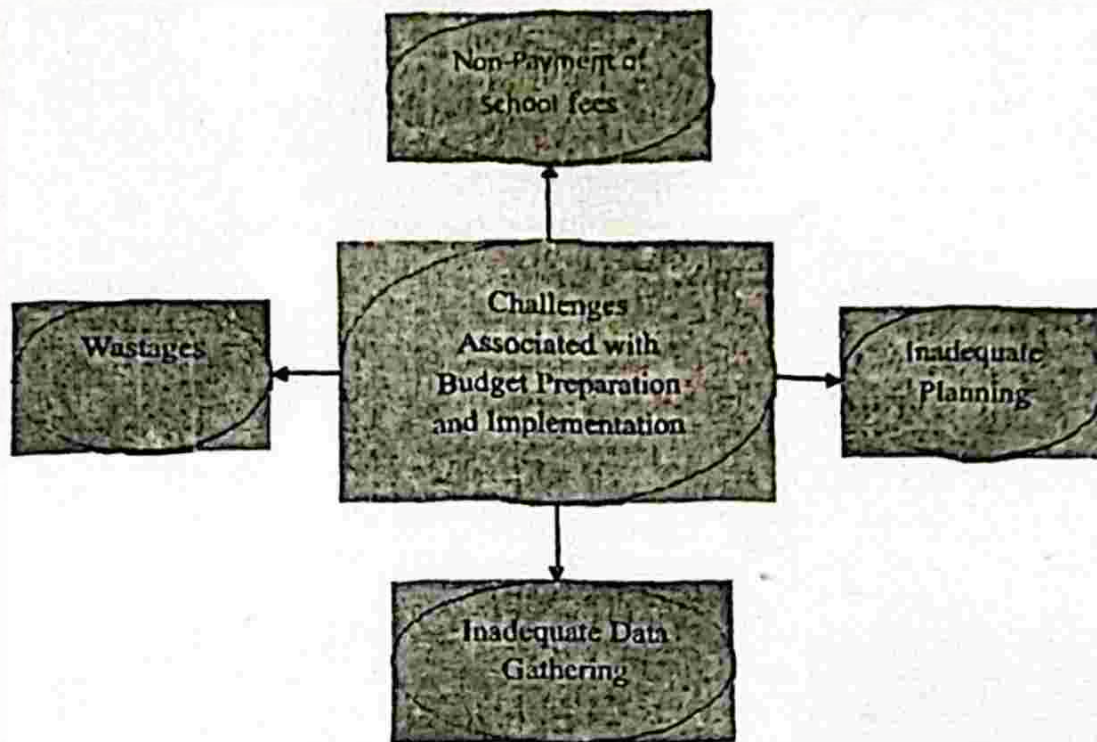 Non-Payment of
School fees
Challenges
Associated with
Budget Preparation
and Implementation
Wastages
Inadequate
Planning
Inadequate Data
Gathering